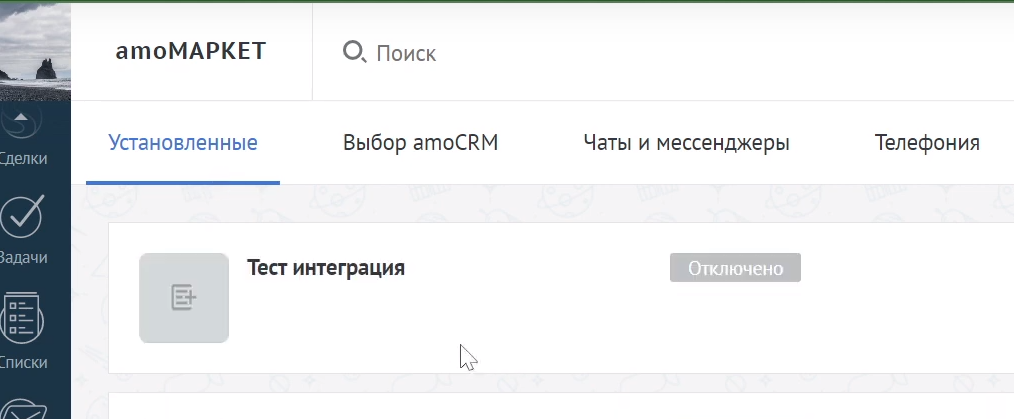 amoМАРКЕТ
Поиск
Установленные
Выбор amoCRM
Чаты и мессенджеры
Телефония
Сделки
Задачи
Списки
Тест интеграция
Отключено